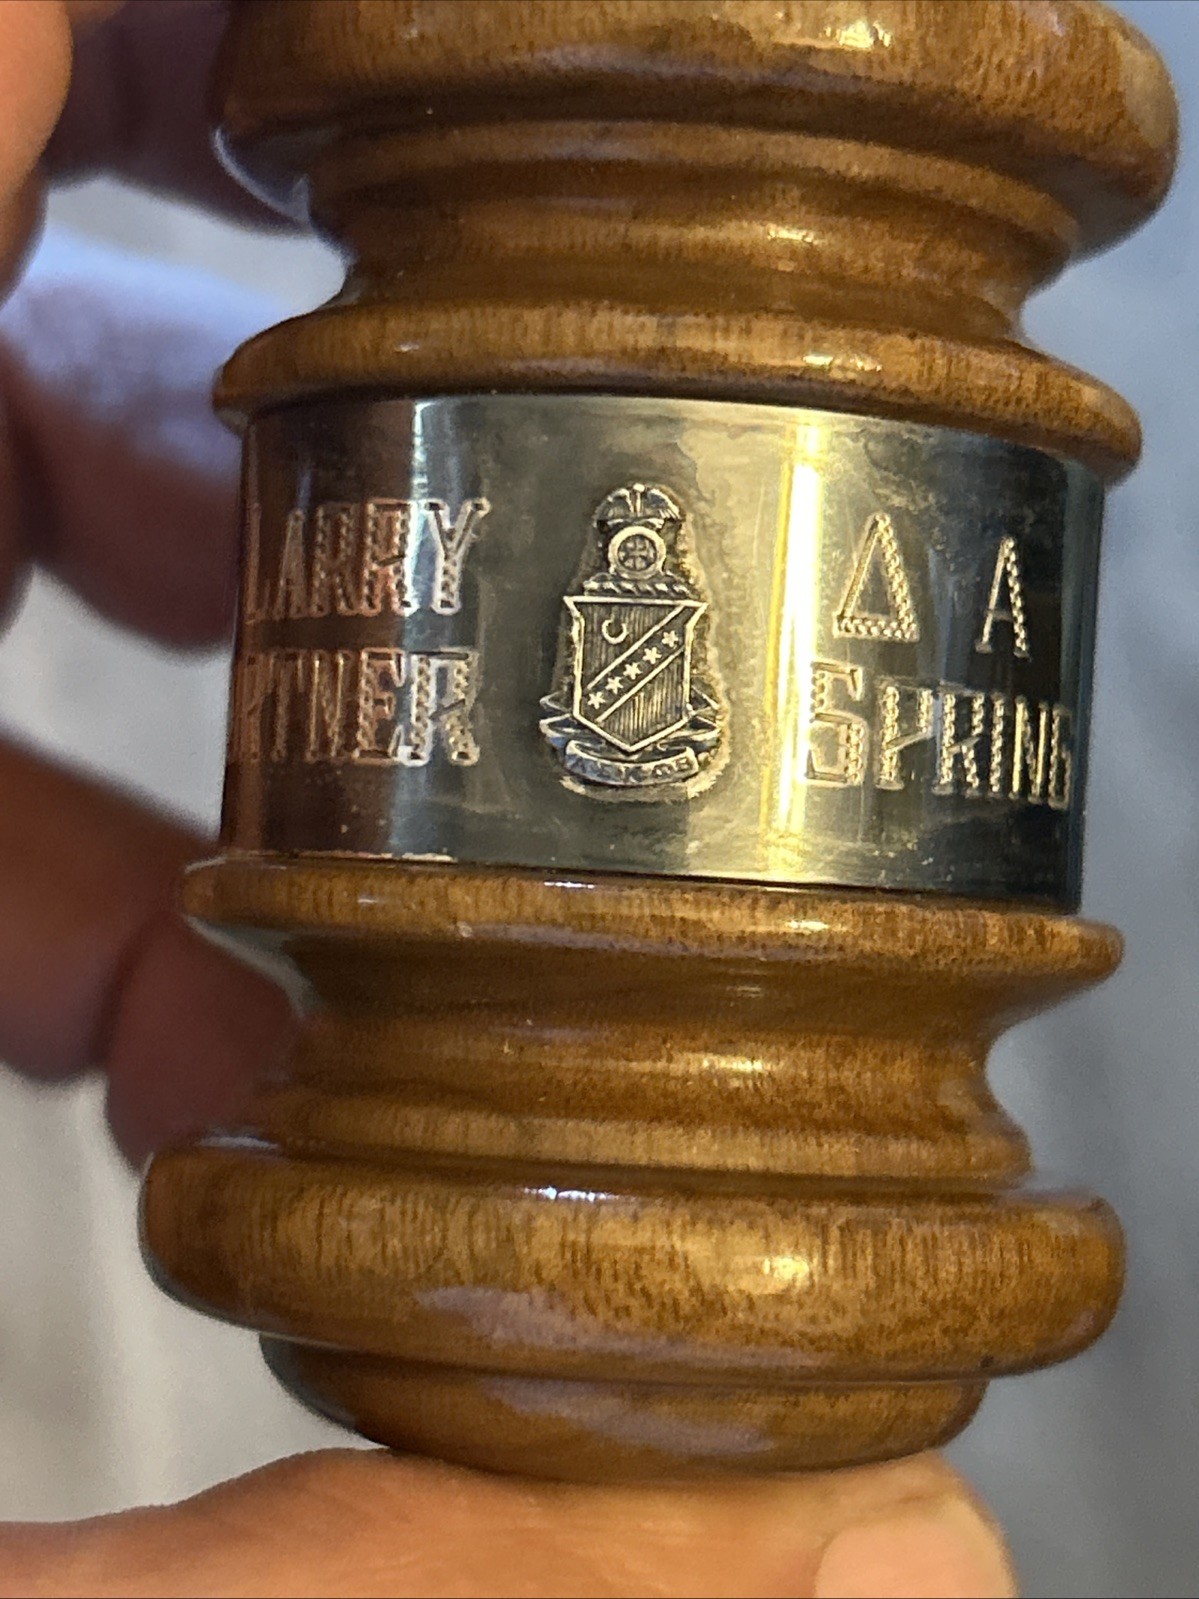 LARRY
RTNER
Δ A
SPRING